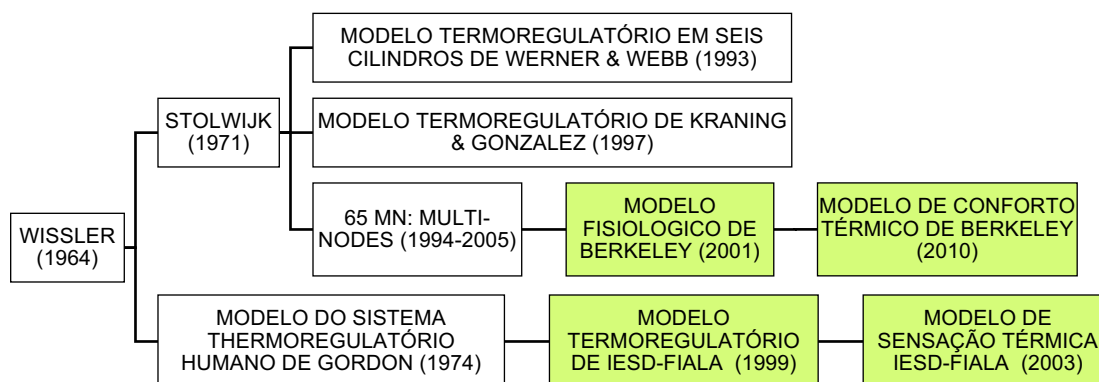 MODELO TERMOREGULATÓRIO EM SEIS
CILINDROS DE WERNER & WEBB (1993)
STOLWIJK
(1971)
MODELO TERMOREGULATÓRIO DE KRANING
& GONZALEZ (1997)
WISSLER
(1964)
65 MN: MULTI-
NODES (1994-2005)
MODELO
FISIOLOGICO DE
BERKELEY (2001)
MODELO DE CONFORTO
TÉRMICO DE BERKELEY
(2010)
MODELO DO SISTEMA
THERMOREGULATÓRIO
HUMANO DE GORDON (1974)
MODELO
TERMOREGULATÓRIO
DE IESD-FIALA (1999)
MODELO DE
SENSAÇÃO TÉRMICA
IESD-FIALA (2003)